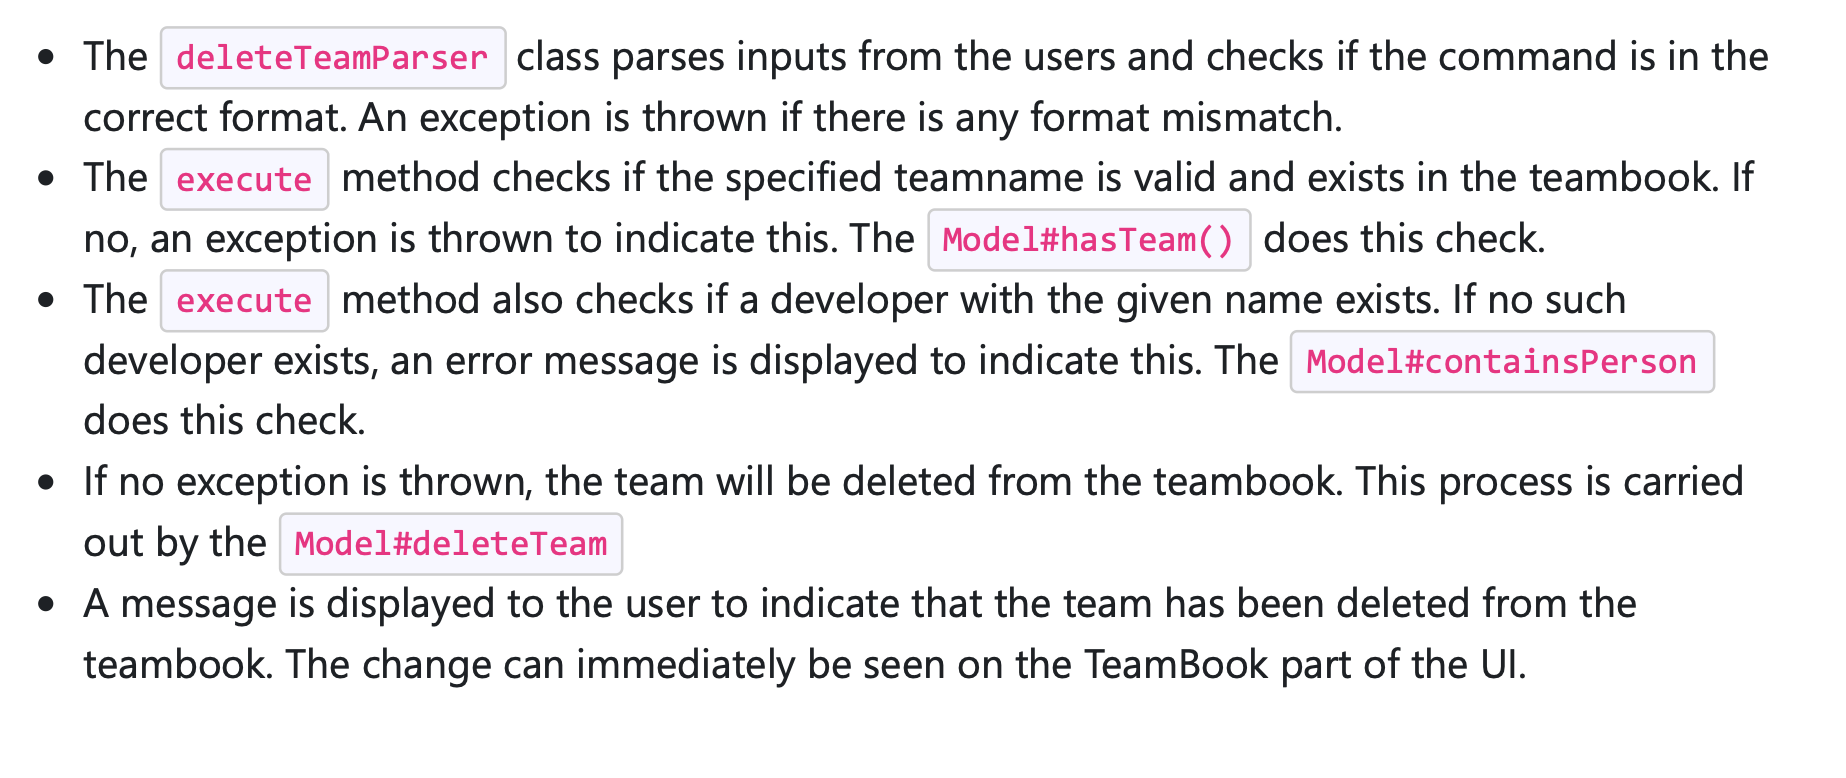 • The deleteTeamParser class parses inputs from the users and checks if the command is in the
correct format. An exception is thrown if there is any format mismatch.
• The execute method checks if the specified teamname is valid and exists in the teambook. If
no, an exception is thrown to indicate this. The Model#hasTeam() does this check.
• The execute method also checks if a developer with the given name exists. If no such
developer exists, an error message is displayed to indicate this. The Model#containsPerson
does this check.
• If no exception is thrown, the team will be deleted from the teambook. This process is carried
out by the Model#deleteTeam
• A message is displayed to the user to indicate that the team has been deleted from the
teambook. The change can immediately be seen on the TeamBook part of the UI.